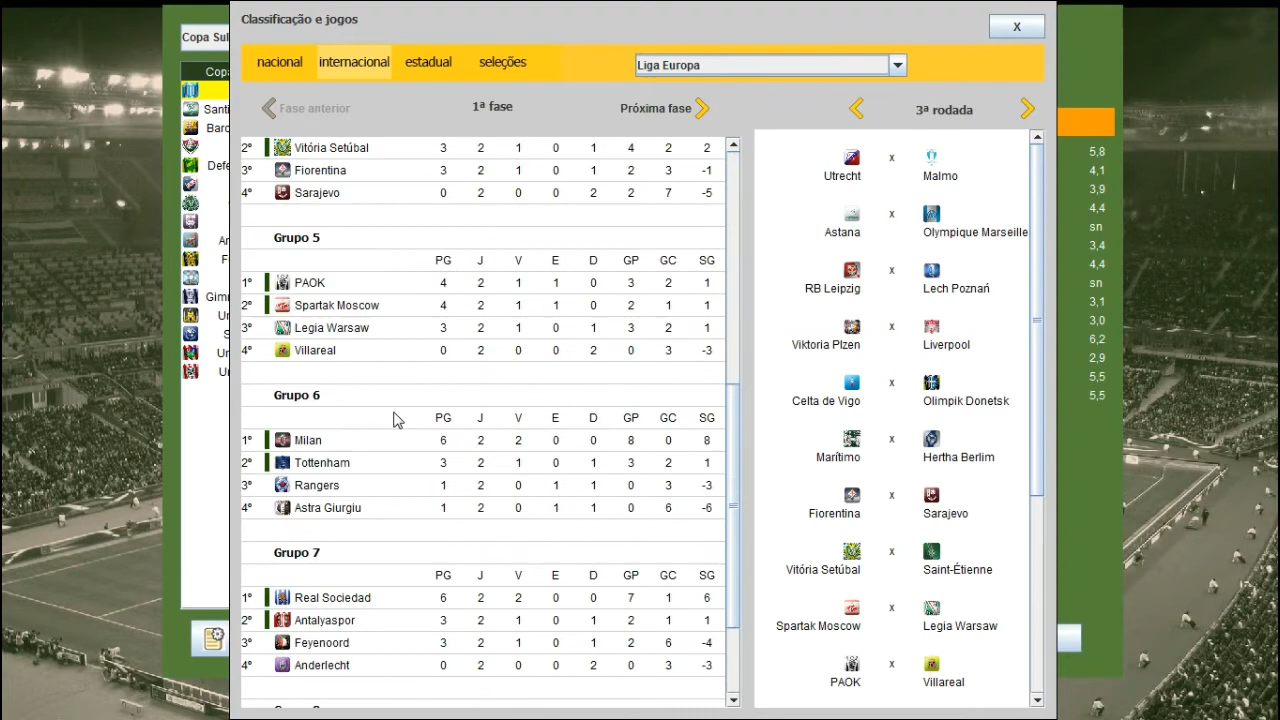 Classificação e jogos
X
Copa Sul
nacional internacional estadual seleções
Liga Europa
Fase anterior 1ª fase Próxima fase
3ª rodada
Copa
Santi
Barc
Defe
Ar
F
Gimr
Ur
S
Ur
U
2º Vitória Setúbal 3 2 1 0 1 4 2 2
3º Fiorentina 3 2 1 0 1 2 3 -1
4º Sarajevo 0 2 0 0 2 2 7 -5
Grupo 5
PG J V E D GP GC SG
1º PAOK 4 2 1 1 0 3 2 1
2º Spartak Moscow 4 2 1 1 0 2 1 1
3º Legia Warsaw 3 2 1 0 1 3 2 1
4º Villareal 0 2 0 0 2 0 3 -3
Grupo 6
PG J V E D GP GC SG
1º Milan 6 2 2 0 0 8 0 8
2º Tottenham 3 2 1 0 1 3 2 1
3º Rangers 1 2 0 1 1 0 3 -3
4º Astra Giurgiu 1 2 0 1 1 0 6 -6
Grupo 7
PG J V E D GP GC SG
1º Real Sociedad 6 2 2 0 0 7 1 6
2º Antalyaspor 3 2 1 0 1 2 1 1
3º Feyenoord 3 2 1 0 1 2 6 -4
4º Anderlecht 0 2 0 0 2 0 3 -3
Utrecht x Malmo
Astana x Olympique Marseille
RB Leipzig x Lech Poznań
Viktoria Plzen x Liverpool
Celta de Vigo x Olimpik Donetsk
Marítimo x Hertha Berlim
Fiorentina x Sarajevo
Vitória Setúbal x Saint-Étienne
Spartak Moscow x Legia Warsaw
PAOK x Villareal
5,8
4,1
3,9
4,4
sn
3,4
4,4
sn
3,1
3,0
6,2
2,9
5,5
5,5